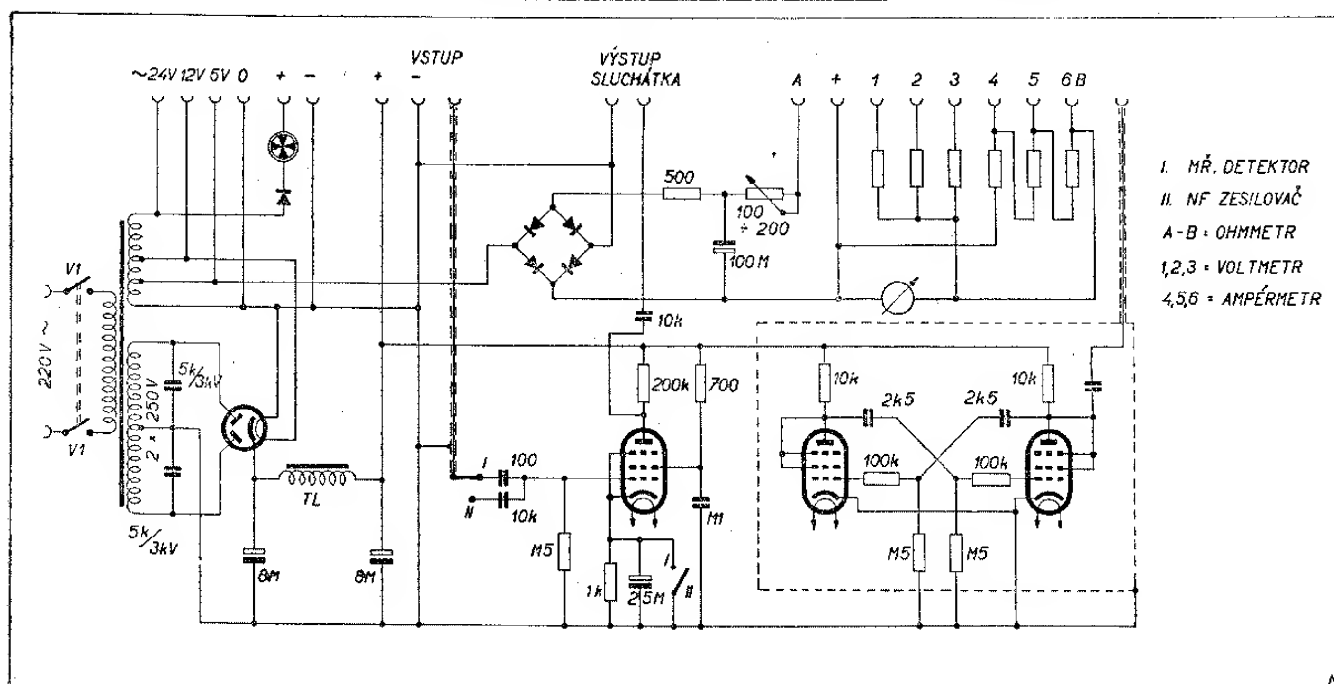 VSTUP
VÝSTUP
SLUCHÁTKA
~24V 12V 6V 0 + - + - A + 1 2 3 4 5 6 B
500
100
÷ 200
100M
I. MŘ. DETEKTOR
II. NF ZESILOVAČ
A-B = OHMMETR
1,2,3 = VOLTMETR
4,5,6 = AMPÉRMETR
V1
220V ~
V1
5k/3kV
2 × 250V
5k/3kV
TL
8M
8M
10k
200k
700
I
100
10k
M5
M1
1k
25M
I
II
10k
10k
2k5
2k5
100k
100k
M5
M5